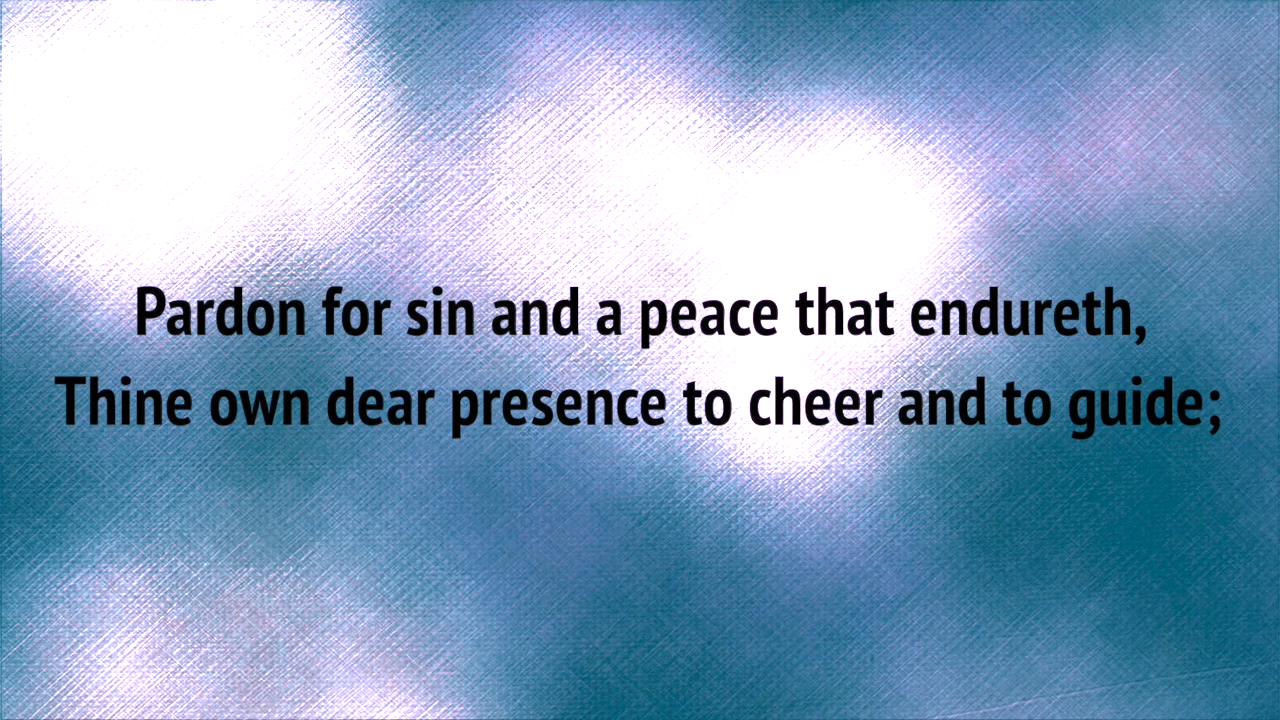 Pardon for sin and a peace that endureth,
Thine own dear presence to cheer and to guide;